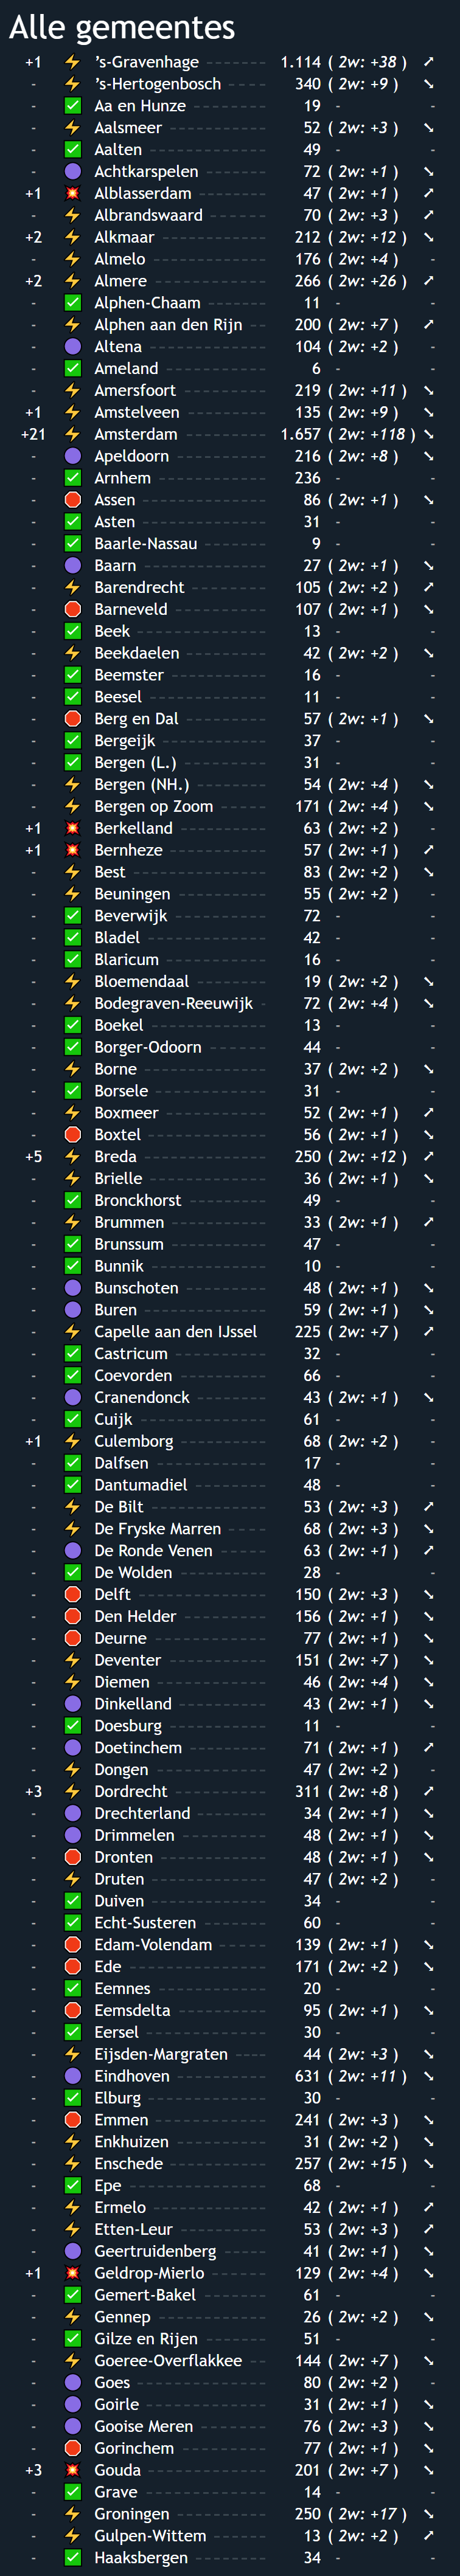 Alle gemeentes
+1 's-Gravenhage 1.114 ( 2w: +38 )
- 's-Hertogenbosch 340 ( 2w: +9 )
- Aa en Hunze 19 - -
- Aalsmeer 52 ( 2w: +3 )
- Aalten 49 - -
- Achtkarspelen 72 ( 2w: +1 )
+1 Alblasserdam 47 ( 2w: +1 )
- Albrandswaard 70 ( 2w: +3 )
+2 Alkmaar 212 ( 2w: +12 )
- Almelo 176 ( 2w: +4 ) -
+2 Almere 266 ( 2w: +26 )
- Alphen-Chaam 11 - -
- Alphen aan den Rijn 200 ( 2w: +7 )
- Altena 104 ( 2w: +2 ) -
- Ameland 6 - -
- Amersfoort 219 ( 2w: +11 )
+1 Amstelveen 135 ( 2w: +9 )
+21 Amsterdam 1.657 ( 2w: +118 )
- Apeldoorn 216 ( 2w: +8 )
- Arnhem 236 - -
- Assen 86 ( 2w: +1 )
- Asten 31 - -
- Baarle-Nassau 9 - -
- Baarn 27 ( 2w: +1 )
- Barendrecht 105 ( 2w: +2 )
- Barneveld 107 ( 2w: +1 )
- Beek 13 - -
- Beekdaelen 42 ( 2w: +2 )
- Beemster 16 - -
- Beesel 11 - -
- Berg en Dal 57 ( 2w: +1 )
- Bergeijk 37 - -
- Bergen (L.) 31 - -
- Bergen (NH.) 54 ( 2w: +4 )
- Bergen op Zoom 171 ( 2w: +4 )
+1 Berkelland 63 ( 2w: +2 ) -
+1 Bernheze 57 ( 2w: +1 )
- Best 83 ( 2w: +2 )
- Beuningen 55 ( 2w: +2 ) -
- Beverwijk 72 - -
- Bladel 42 - -
- Blaricum 16 - -
- Bloemendaal 19 ( 2w: +2 )
- Bodegraven-Reeuwijk 72 ( 2w: +4 )
- Boekel 13 - -
- Borger-Odoorn 44 - -
- Borne 37 ( 2w: +2 )
- Borsele 31 - -
- Boxmeer 52 ( 2w: +1 )
- Boxtel 56 ( 2w: +1 )
+5 Breda 250 ( 2w: +12 )
- Brielle 36 ( 2w: +1 )
- Bronckhorst 49 - -
- Brummen 33 ( 2w: +1 )
- Brunssum 47 - -
- Bunnik 10 - -
- Bunschoten 48 ( 2w: +1 )
- Buren 59 ( 2w: +1 )
- Capelle aan den IJssel 225 ( 2w: +7 )
- Castricum 32 - -
- Coevorden 66 - -
- Cranendonck 43 ( 2w: +1 )
- Cuijk 61 - -
+1 Culemborg 68 ( 2w: +2 ) -
- Dalfsen 17 - -
- Dantumadiel 48 - -
- De Bilt 53 ( 2w: +3 )
- De Fryske Marren 68 ( 2w: +3 )
- De Ronde Venen 63 ( 2w: +1 )
- De Wolden 28 - -
- Delft 150 ( 2w: +3 )
- Den Helder 156 ( 2w: +1 )
- Deurne 77 ( 2w: +1 )
- Deventer 151 ( 2w: +7 )
- Diemen 46 ( 2w: +4 )
- Dinkelland 43 ( 2w: +1 )
- Doesburg 11 - -
- Doetinchem 71 ( 2w: +1 )
- Dongen 47 ( 2w: +2 ) -
+3 Dordrecht 311 ( 2w: +8 )
- Drechterland 34 ( 2w: +1 )
- Drimmelen 48 ( 2w: +1 )
- Dronten 48 ( 2w: +1 )
- Druten 47 ( 2w: +2 ) -
- Duiven 34 - -
- Echt-Susteren 60 - -
- Edam-Volendam 139 ( 2w: +1 )
- Ede 171 ( 2w: +2 )
- Eemnes 20 - -
- Eemsdelta 95 ( 2w: +1 )
- Eersel 30 - -
- Eijsden-Margraten 44 ( 2w: +3 )
- Eindhoven 631 ( 2w: +11 )
- Elburg 30 - -
- Emmen 241 ( 2w: +3 )
- Enkhuizen 31 ( 2w: +2 )
- Enschede 257 ( 2w: +15 )
- Epe 68 - -
- Ermelo 42 ( 2w: +1 )
- Etten-Leur 53 ( 2w: +3 )
- Geertruidenberg 41 ( 2w: +1 )
+1 Geldrop-Mierlo 129 ( 2w: +4 )
- Gemert-Bakel 61 - -
- Gennep 26 ( 2w: +2 )
- Gilze en Rijen 51 - -
- Goeree-Overflakkee 144 ( 2w: +7 )
- Goes 80 ( 2w: +2 ) -
- Goirle 31 ( 2w: +1 )
- Gooise Meren 76 ( 2w: +3 )
- Gorinchem 77 ( 2w: +1 )
+3 Gouda 201 ( 2w: +7 )
- Grave 14 - -
- Groningen 250 ( 2w: +17 )
- Gulpen-Wittem 13 ( 2w: +2 )
- Haaksbergen 34 - -